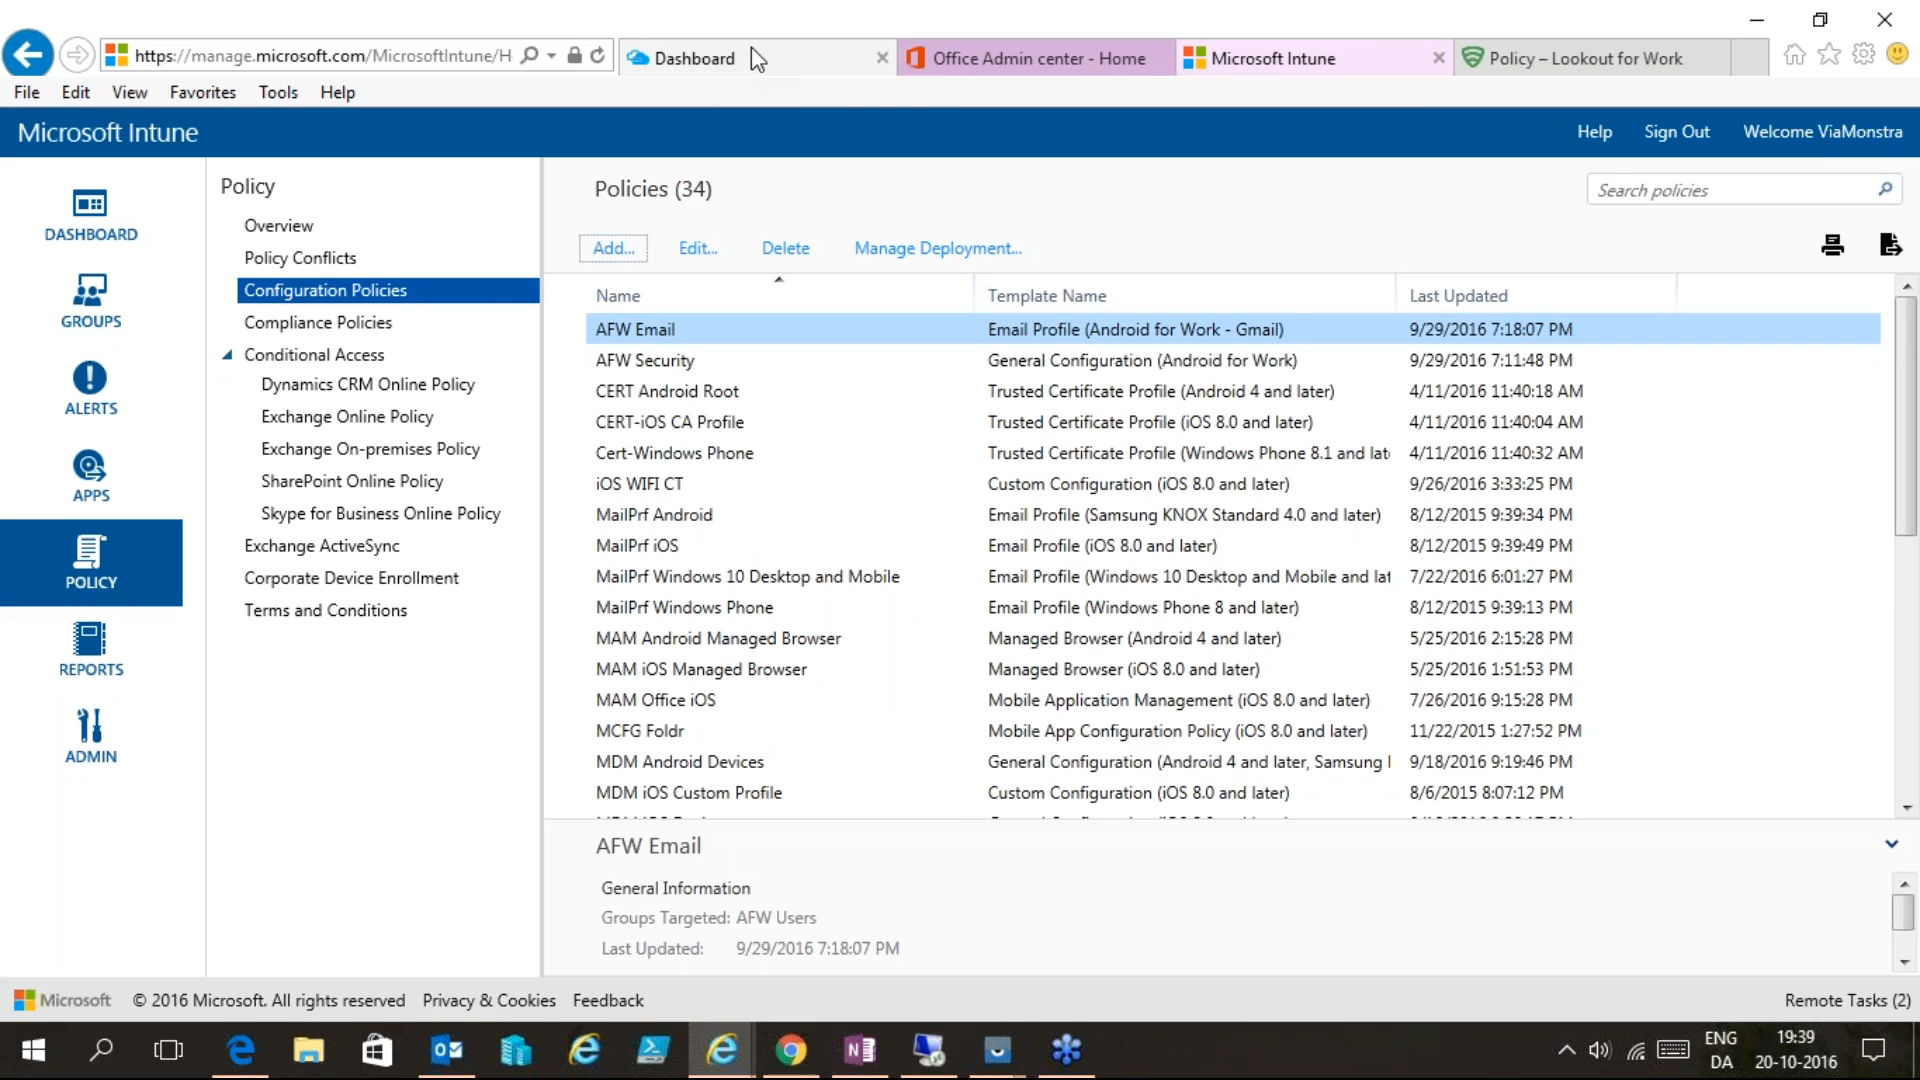 https://manage.microsoft.com/MicrosoftIntune/H
Dashboard
Office Admin center - Home
Microsoft Intune
Policy – Lookout for Work
File Edit View Favorites Tools Help
Microsoft Intune
Help Sign Out Welcome ViaMonstra
DASHBOARD
GROUPS
ALERTS
APPS
POLICY
REPORTS
ADMIN
Policy
Overview
Policy Conflicts
Configuration Policies
Compliance Policies
Conditional Access
Dynamics CRM Online Policy
Exchange Online Policy
Exchange On-premises Policy
SharePoint Online Policy
Skype for Business Online Policy
Exchange ActiveSync
Corporate Device Enrollment
Terms and Conditions
Policies (34)
Search policies
Add... Edit... Delete Manage Deployment...
Name Template Name Last Updated
AFW Email Email Profile (Android for Work - Gmail) 9/29/2016 7:18:07 PM
AFW Security General Configuration (Android for Work) 9/29/2016 7:11:48 PM
CERT Android Root Trusted Certificate Profile (Android 4 and later) 4/11/2016 11:40:18 AM
CERT-iOS CA Profile Trusted Certificate Profile (iOS 8.0 and later) 4/11/2016 11:40:04 AM
Cert-Windows Phone Trusted Certificate Profile (Windows Phone 8.1 and lat 4/11/2016 11:40:32 AM
iOS WIFI CT Custom Configuration (iOS 8.0 and later) 9/26/2016 3:33:25 PM
MailPrf Android Email Profile (Samsung KNOX Standard 4.0 and later) 8/12/2015 9:39:34 PM
MailPrf iOS Email Profile (iOS 8.0 and later) 8/12/2015 9:39:49 PM
MailPrf Windows 10 Desktop and Mobile Email Profile (Windows 10 Desktop and Mobile and lat 7/22/2016 6:01:27 PM
MailPrf Windows Phone Email Profile (Windows Phone 8 and later) 8/12/2015 9:39:13 PM
MAM Android Managed Browser Managed Browser (Android 4 and later) 5/25/2016 2:15:28 PM
MAM iOS Managed Browser Managed Browser (iOS 8.0 and later) 5/25/2016 1:51:53 PM
MAM Office iOS Mobile Application Management (iOS 8.0 and later) 7/26/2016 9:15:28 PM
MCFG Foldr Mobile App Configuration Policy (iOS 8.0 and later) 11/22/2015 1:27:52 PM
MDM Android Devices General Configuration (Android 4 and later, Samsung 9/18/2016 9:19:46 PM
MDM iOS Custom Profile Custom Configuration (iOS 8.0 and later) 8/6/2015 8:07:12 PM
AFW Email
General Information
Groups Targeted: AFW Users
Last Updated: 9/29/2016 7:18:07 PM
Microsoft © 2016 Microsoft. All rights reserved Privacy & Cookies Feedback
Remote Tasks (2)
ENG
DA
19:39
20-10-2016